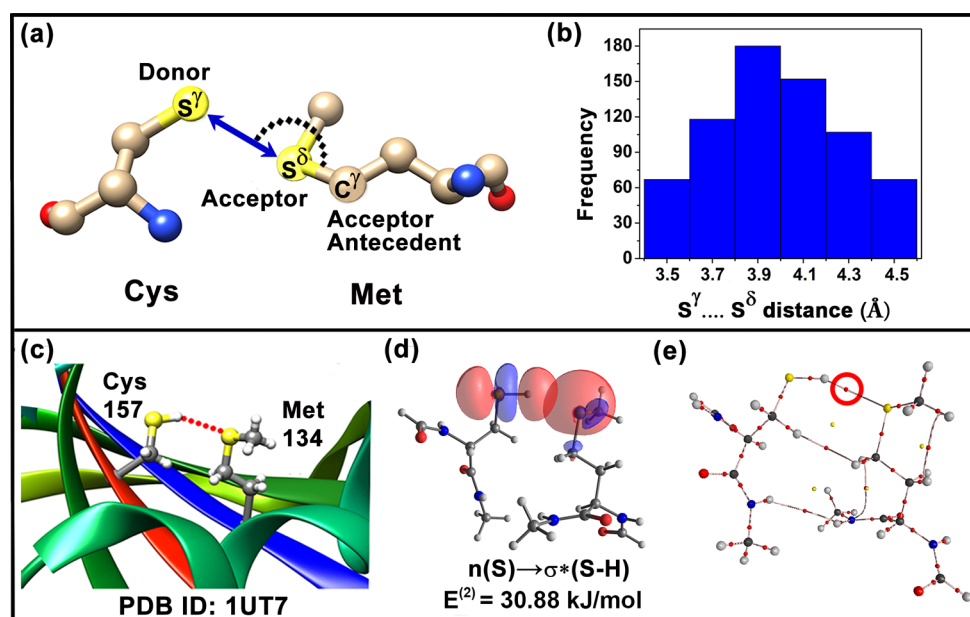 (a)
Donor
Sᵞ
Sᵟ
Cᵞ
Acceptor
Acceptor
Antecedent
Cys
Met
(b)
Frequency
180
150
120
90
60
30
0
3.5 3.7 3.9 4.1 4.3 4.5
Sᵞ.... Sᵟ distance (Å)
(c)
Cys
157
Met
134
PDB ID: 1UT7
(d)
n(S)→σ*(S-H)
E⁽²⁾ = 30.88 kJ/mol
(e)